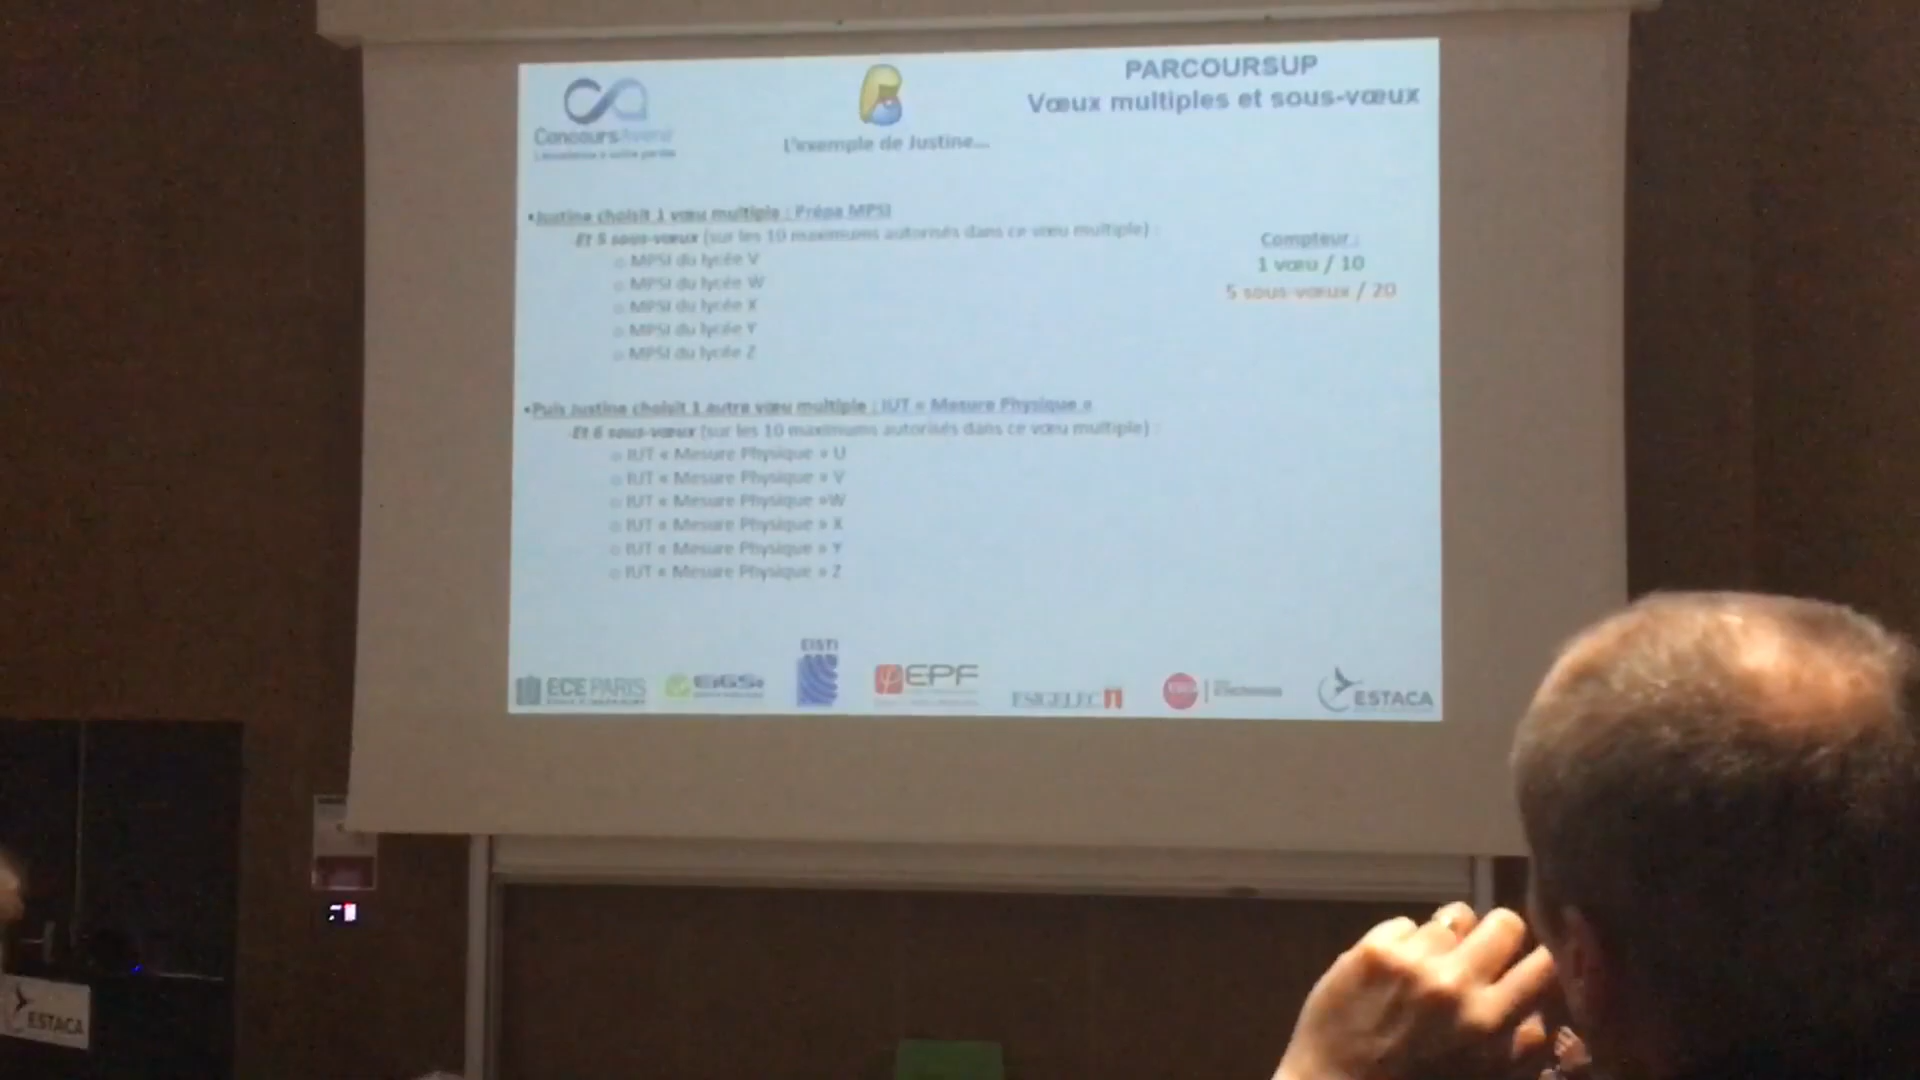 PARCOURSUP
Vœux multiples et sous-vœux
ConcoursAvenir
L'exemple de Justine...
•Justine choisit 1 vœu multiple : Prépa MPSI
Et 5 sous-vœux (sur les 10 maximums autorisés dans ce vœu multiple) :
o MPSI du lycée V
o MPSI du lycée W
o MPSI du lycée X
o MPSI du lycée Y
o MPSI du lycée Z
Compteur :
1 vœu / 10
5 sous-vœux / 20
•Puis Justine choisit 1 autre vœu multiple : IUT « Mesure Physique »
Et 6 sous-vœux (sur les 10 maximums autorisés dans ce vœu multiple) :
o IUT « Mesure Physique » U
o IUT « Mesure Physique » V
o IUT « Mesure Physique »W
o IUT « Mesure Physique » X
o IUT « Mesure Physique » Y
o IUT « Mesure Physique » Z
ECE PARIS
EIGSI
EISTI
EPF
ESIGELEC
ESTACA
ESTACA